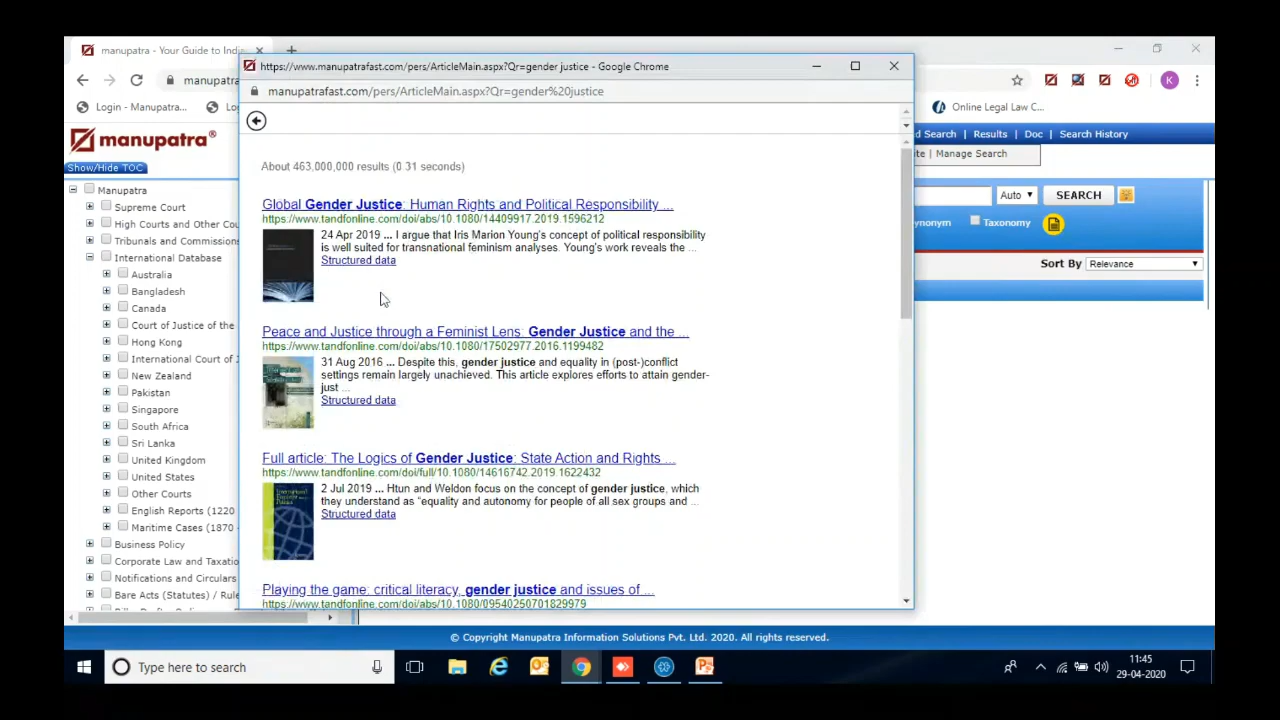 manupatra - Your Guide to Indi
https://www.manupatrafast.com/pers/ArticleMain.aspx?Qr=gender justice - Google Chrome
manupatra
manupatrafast.com/pers/ArticleMain.aspx?Qr=gender%20justice
K
Login - Manupatra...
Online Legal Law C...
manupatra®
d Search | Results | Doc | Search History
Show/Hide TOC
| Manage Search
About 463,000,000 results (0 31 seconds)
Manupatra
Auto
SEARCH
Supreme Court
Global Gender Justice: Human Rights and Political Responsibility ...
https://www.tandfonline.com/doi/abs/10.1080/14409917.2019.1596212
High Courts and Other Cou
ynonym
Taxonomy
24 Apr 2019 ... I argue that Iris Marion Young's concept of political responsibility
is well suited for transnational feminism analyses. Young's work reveals the ...
Structured data
Tribunals and Commissions
International Database
Sort By
Relevance
Australia
Bangladesh
Canada
Court of Justice of the
Peace and Justice through a Feminist Lens: Gender Justice and the ...
https://www.tandfonline.com/doi/abs/10.1080/17502977.2016.1199482
Hong Kong
International Court of J
31 Aug 2016 ... Despite this, gender justice and equality in (post-)conflict
settings remain largely unachieved. This article explores efforts to attain gender-
just ...
Structured data
New Zealand
Pakistan
Singapore
South Africa
Sri Lanka
United Kingdom
Full article: The Logics of Gender Justice: State Action and Rights ...
https://www.tandfonline.com/doi/full/10.1080/14616742.2019.1622432
United States
2 Jul 2019 ... Htun and Weldon focus on the concept of gender justice, which
they understand as "equality and autonomy for people of all sex groups and ...
Structured data
Other Courts
English Reports (1220
Maritime Cases (1870 -
Business Policy
Corporate Law and Taxatio
Notifications and Circulars
Bare Acts (Statutes) / Rule
Playing the game: critical literacy, gender justice and issues of ...
https://www.tandfonline.com/doi/abs/10.1080/09540250701829979
© Copyright Manupatra Information Solutions Pvt. Ltd. 2020. All rights reserved.
Type here to search
11:45
29-04-2020